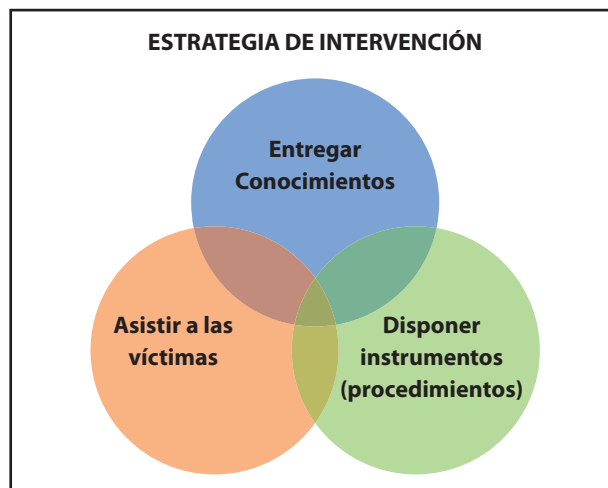 ESTRATEGIA DE INTERVENCIÓN
Entregar
Conocimientos
Asistir a las
víctimas
Disponer
instrumentos
(procedimientos)